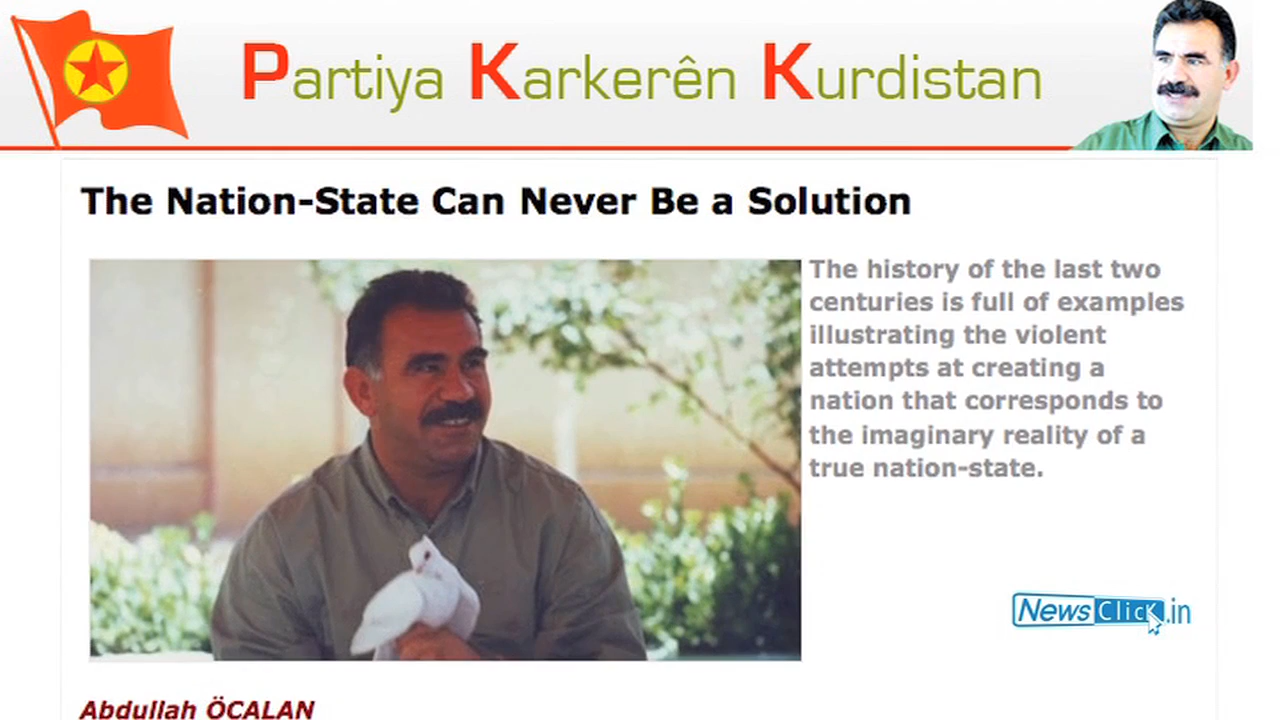 Partiya Karkerên Kurdistan
The Nation-State Can Never Be a Solution
The history of the last two
centuries is full of examples
illustrating the violent
attempts at creating a
nation that corresponds to
the imaginary reality of a
true nation-state.
NewsClick.in
Abdullah ÖCALAN